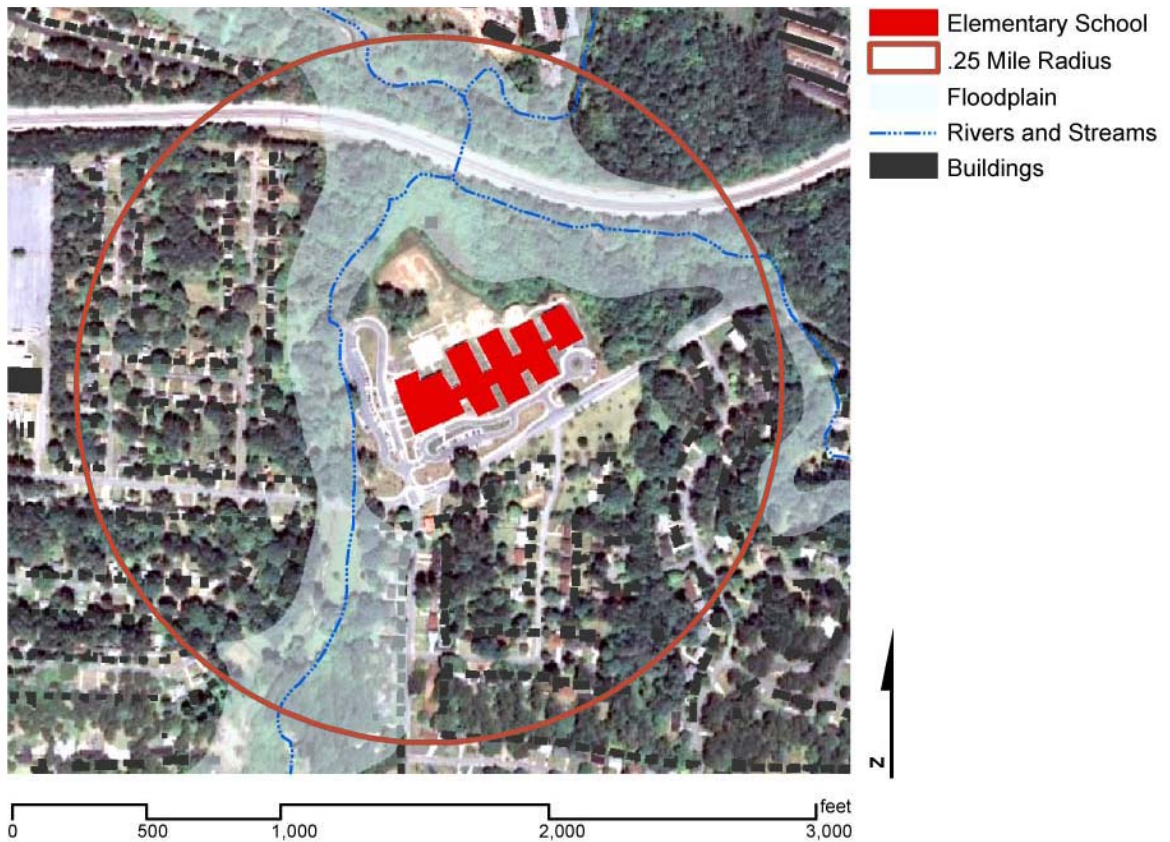 Elementary School
.25 Mile Radius
Floodplain
Rivers and Streams
Buildings
N
feet
0 500 1,000 2,000 3,000